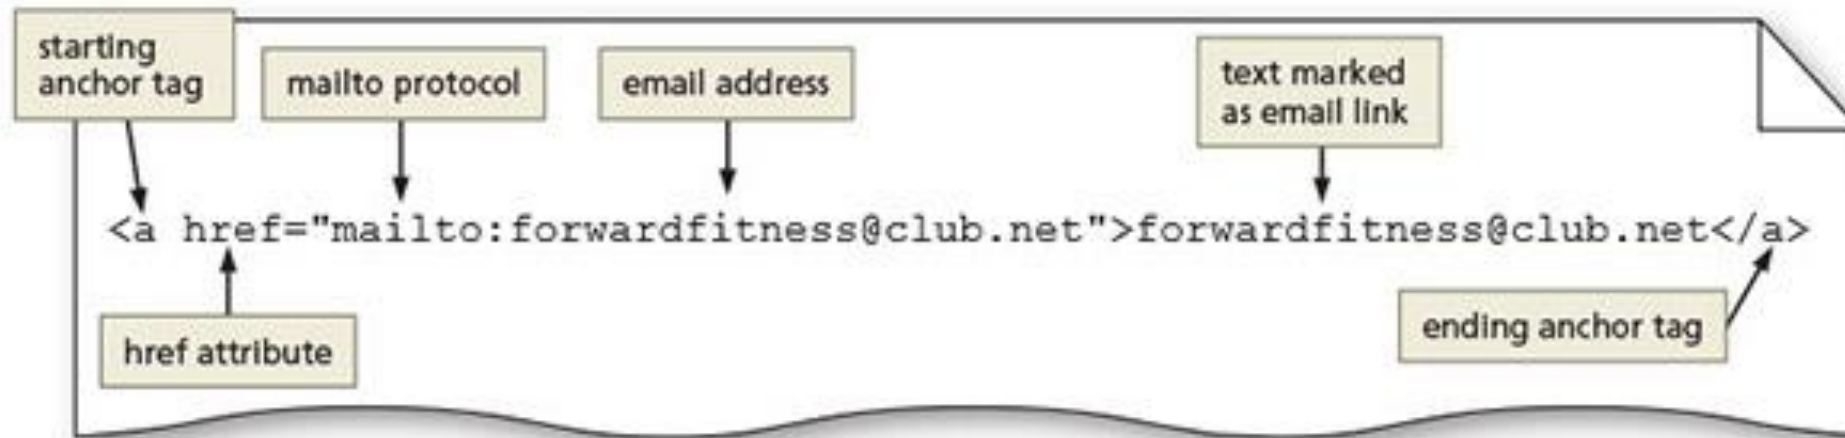 starting
anchor tag
mailto protocol
email address
text marked
as email link
<a href="mailto:forwardfitness@club.net">forwardfitness@club.net</a>
href attribute
ending anchor tag